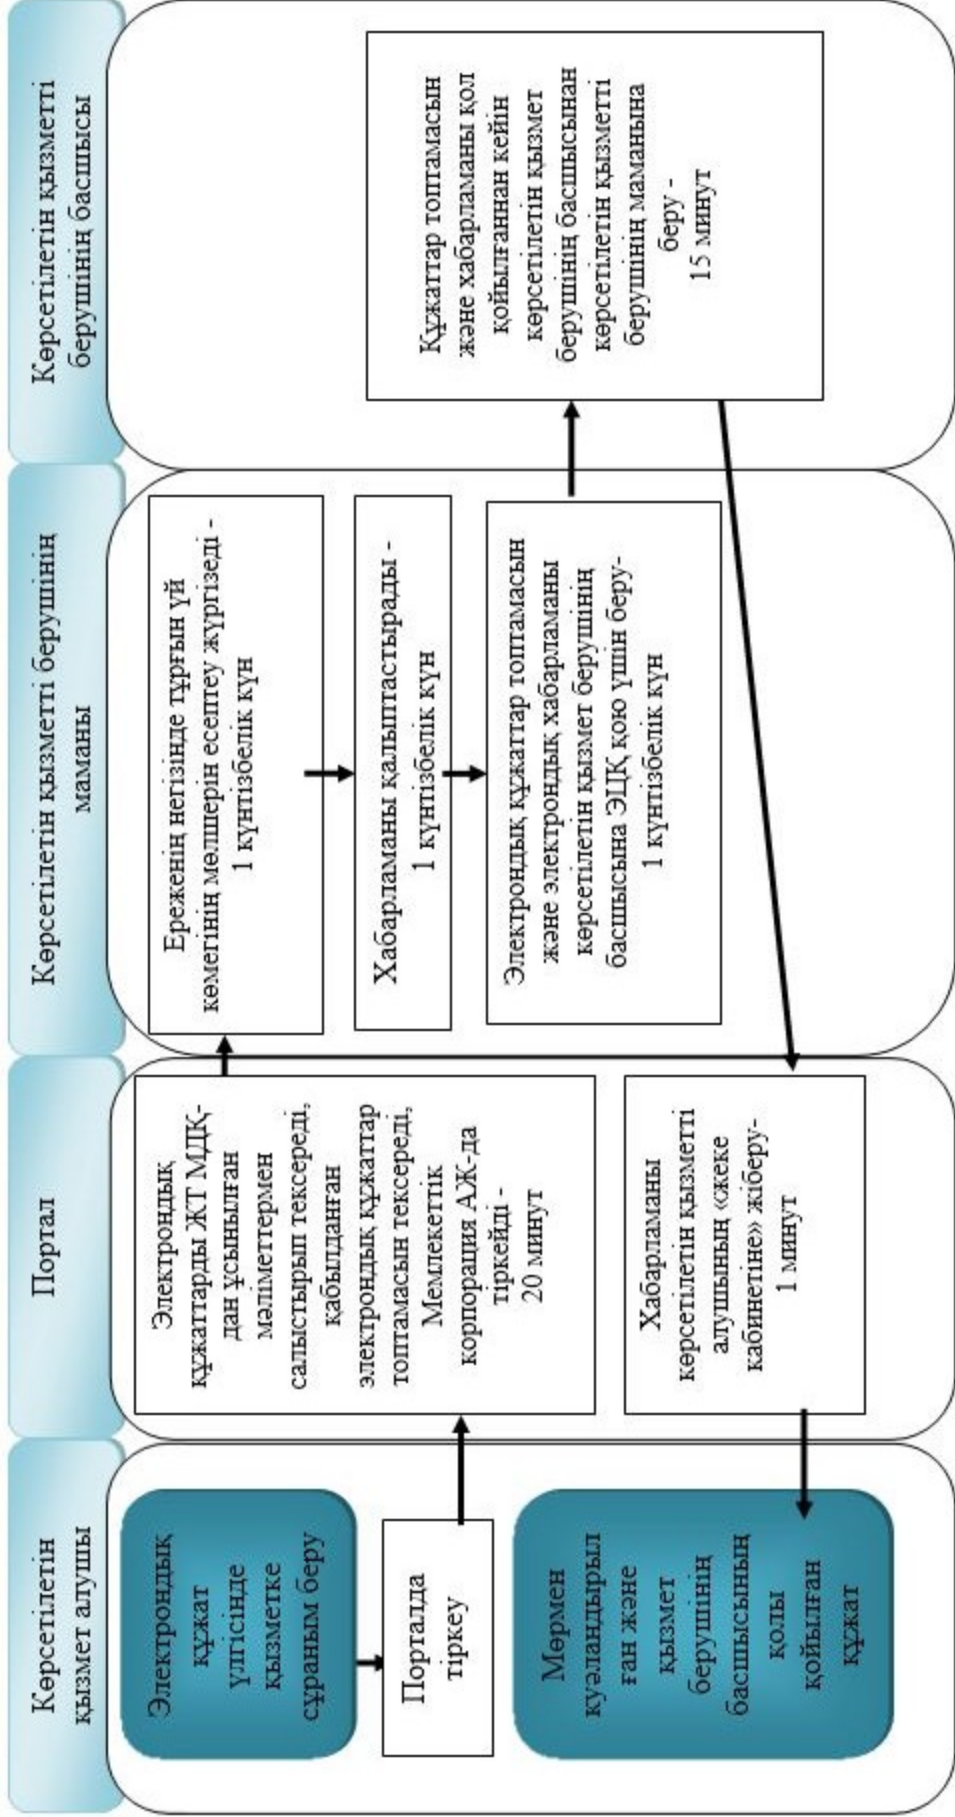 Көрсетілетін
қызмет алушы
Портал
Көрсетілетін қызметті берушінің
маманы
Көрсетілетін қызметті
берушінің басшысы
Электрондық
құжат
үлгісінде
қызметке
сұраным беру
Порталда
тіркеу
Мөрмен
куәландырыл
ған және
қызмет
берушінің
басшысының
қолы
қойылған
құжат
Электрондық
құжаттарды ЖТ МДҚ-
дан ұсынылған
мәліметтермен
салыстырып тексереді,
қабылданған
электрондық құжаттар
топтамасын тексереді,
Мемлекеттік
корпорация АЖ-да
тіркейді -
20 минут
Хабарламаны
көрсетілетін қызметті
алушының «жеке
кабинетіне» жіберу-
1 минут
Ереженің негізінде тұрғын үй
көмегінің мөлшерін есептеу жүргізеді -
1 күнтізбелік күн
Хабарламаны қалыптастырады -
1 күнтізбелік күн
Электрондық құжаттар топтамасын
және электрондық хабарламаны
көрсетілетін қызмет берушінің
басшысына ЭЦҚ қою үшін беру-
1 күнтізбелік күн
Құжаттар топтамасын
және хабарламаны қол
қойылғаннан кейін
көрсетілетін қызмет
берушінің басшысынан
көрсетілетін қызметті
берушінің маманына
беру -
15 минут